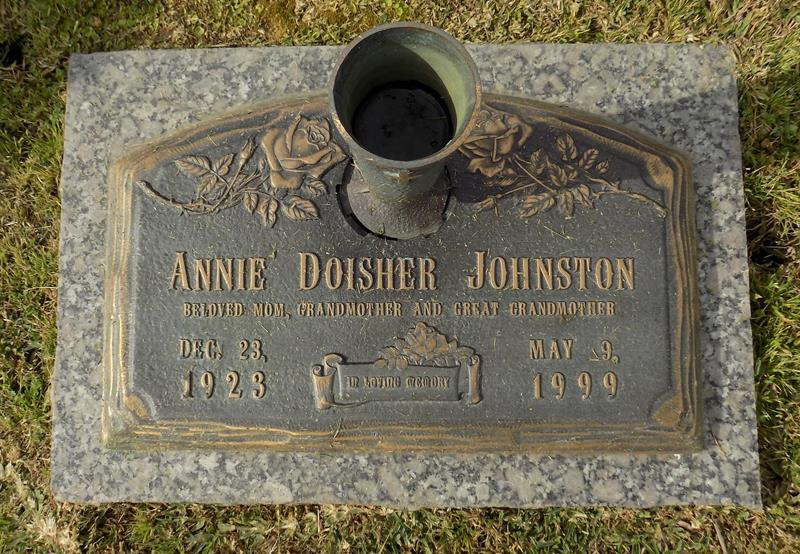 ANNIE DOISHER JOHNSTON
BELOVED MOM, GRANDMOTHER AND GREAT GRANDMOTHER
DEC. 23, 1923
IN LOVING MEMORY
MAY 9, 1999